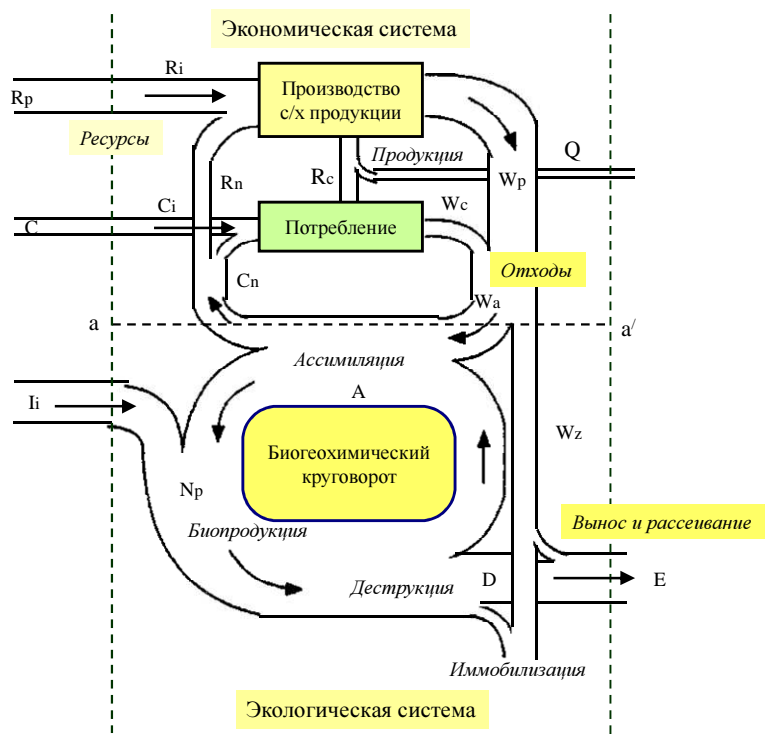 Экономическая система
Ri
Rp
Производство
с/х продукции
Ресурсы
Продукция
Q
Rn
Rc
Wp
Ci
C
Wc
Потребление
Отходы
Cn
Wa
a
a/
Ассимиляция
A
Ii
Биогеохимический
круговорот
Wz
Np
Биопродукция
Вынос и рассеивание
Деструкция
D
E
Иммобилизация
Экологическая система